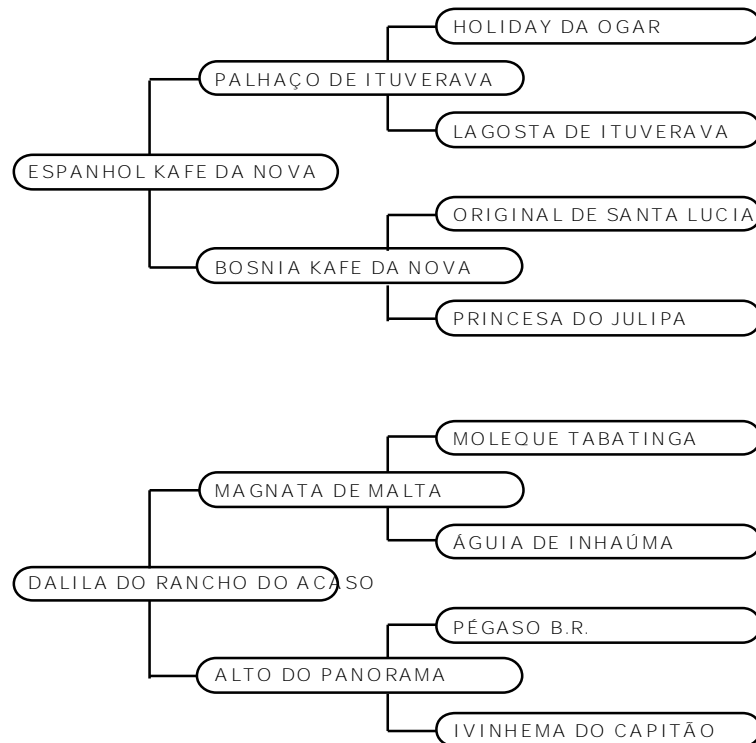 HOLIDAY DA OGAR
PALHAÇO DE ITUVERAVA
LAGOSTA DE ITUVERAVA
ESPANHOL KAFE DA NOVA
ORIGINAL DE SANTA LUCIA
BOSNIA KAFE DA NOVA
PRINCESA DO JULIPA
MOLEQUE TABATINGA
MAGNATA DE MALTA
ÁGUIA DE INHAÚMA
DALILA DO RANCHO DO ACASO
PÉGASO B.R.
ALTO DO PANORAMA
IVINHEMA DO CAPITÃO